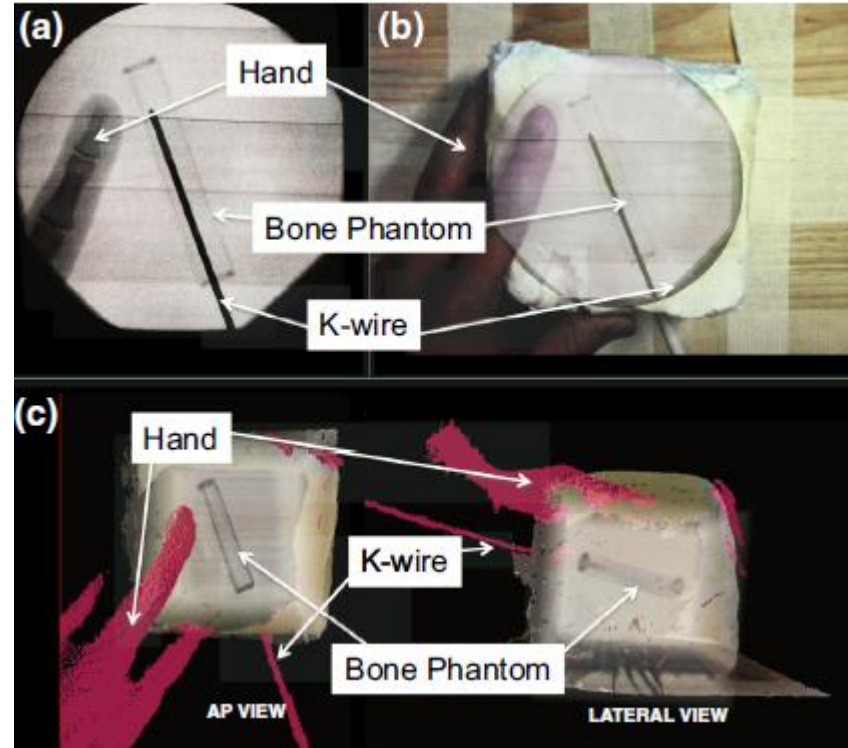 (a)
(b)
Hand
Bone Phantom
K-wire
(c)
Hand
K-wire
Bone Phantom
AP VIEW
LATERAL VIEW